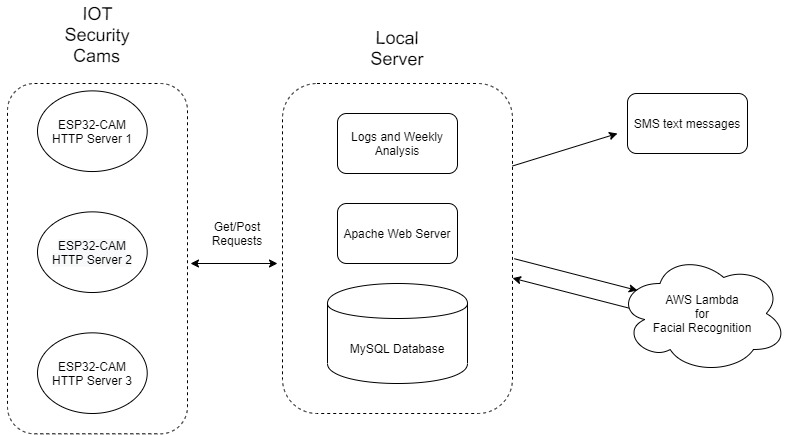 IOT
Security
Cams
ESP32-CAM
HTTP Server 1
ESP32-CAM
HTTP Server 2
ESP32-CAM
HTTP Server 3
Get/Post
Requests
Local
Server
Logs and Weekly
Analysis
Apache Web Server
MySQL Database
SMS text messages
AWS Lambda
for
Facial Recognition